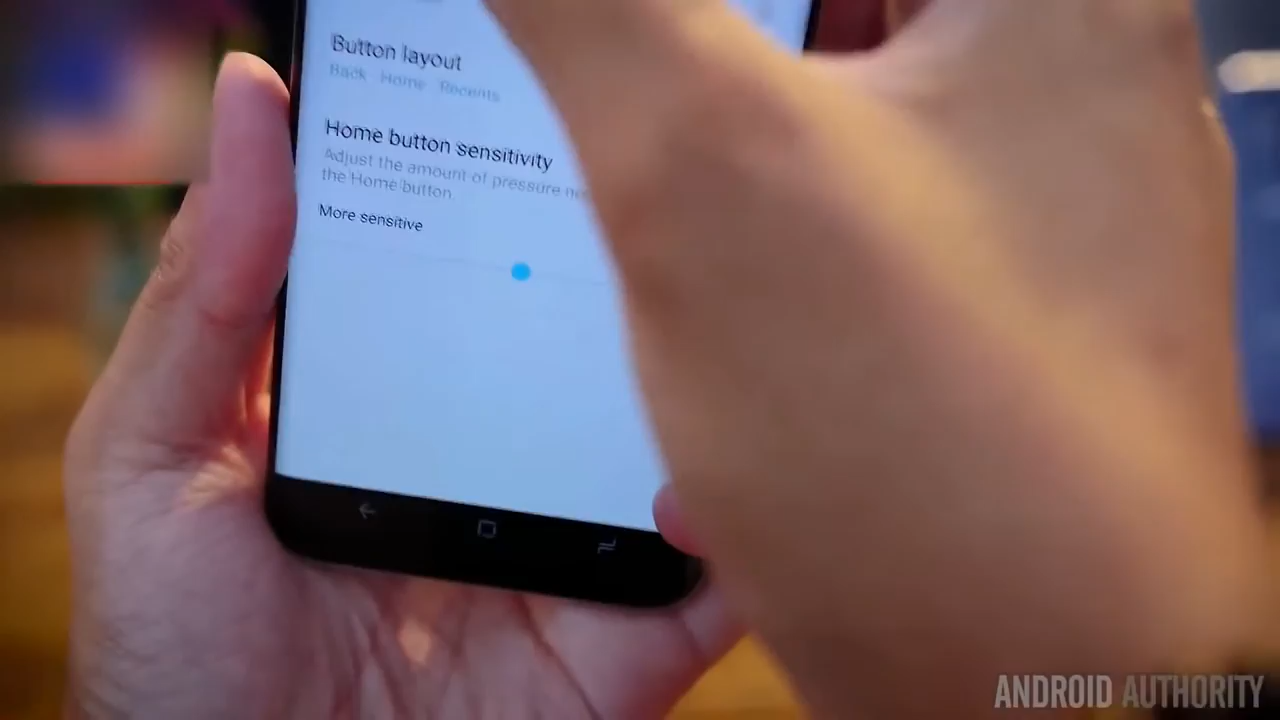 Button layout
Back Home Recents
Home button sensitivity
Adjust the amount of pressure
the Home button
More sensitive
ANDROID AUTHORITY